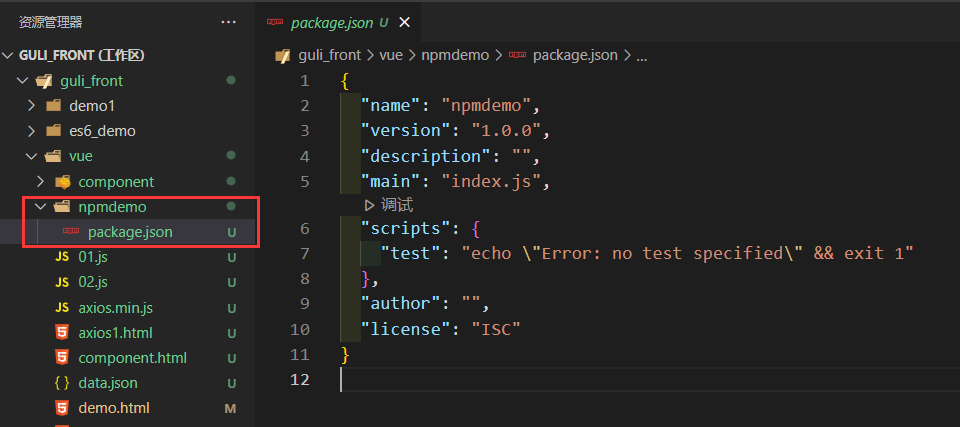 资源管理器 ···
GULI_FRONT (工作区)
guli_front
demo1
es6_demo
vue
component
npmdemo
package.json U
JS 01.js U
JS 02.js U
JS axios.min.js U
axios1.html U
component.html U
{ } data.json U
demo.html M
package.json U ×
guli_front > vue > npmdemo > package.json > ...
1 {
2 "name": "npmdemo",
3 "version": "1.0.0",
4 "description": "",
5 "main": "index.js",
调试
6 "scripts": {
7 "test": "echo \"Error: no test specified\" && exit 1"
8 },
9 "author": "",
10 "license": "ISC"
11 }
12